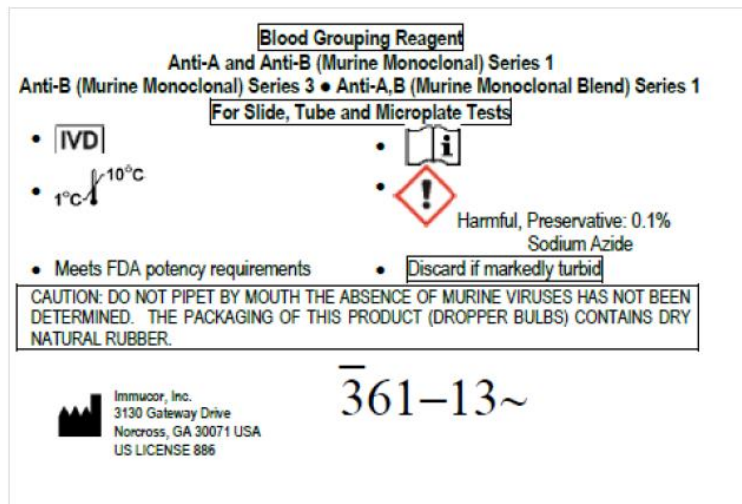 Blood Grouping Reagent
Anti-A and Anti-B (Murine Monoclonal) Series 1
Anti-B (Murine Monoclonal) Series 3 ● Anti-A,B (Murine Monoclonal Blend) Series 1
For Slide, Tube and Microplate Tests
• IVD
• i
• 1°C 10°C
• !
Harmful, Preservative: 0.1%
Sodium Azide
• Meets FDA potency requirements
• Discard if markedly turbid
CAUTION: DO NOT PIPET BY MOUTH THE ABSENCE OF MURINE VIRUSES HAS NOT BEEN
DETERMINED. THE PACKAGING OF THIS PRODUCT (DROPPER BULBS) CONTAINS DRY
NATURAL RUBBER.
Immucor, Inc.
3130 Gateway Drive
Norcross, GA 30071 USA
US LICENSE 886
3̅61–13~